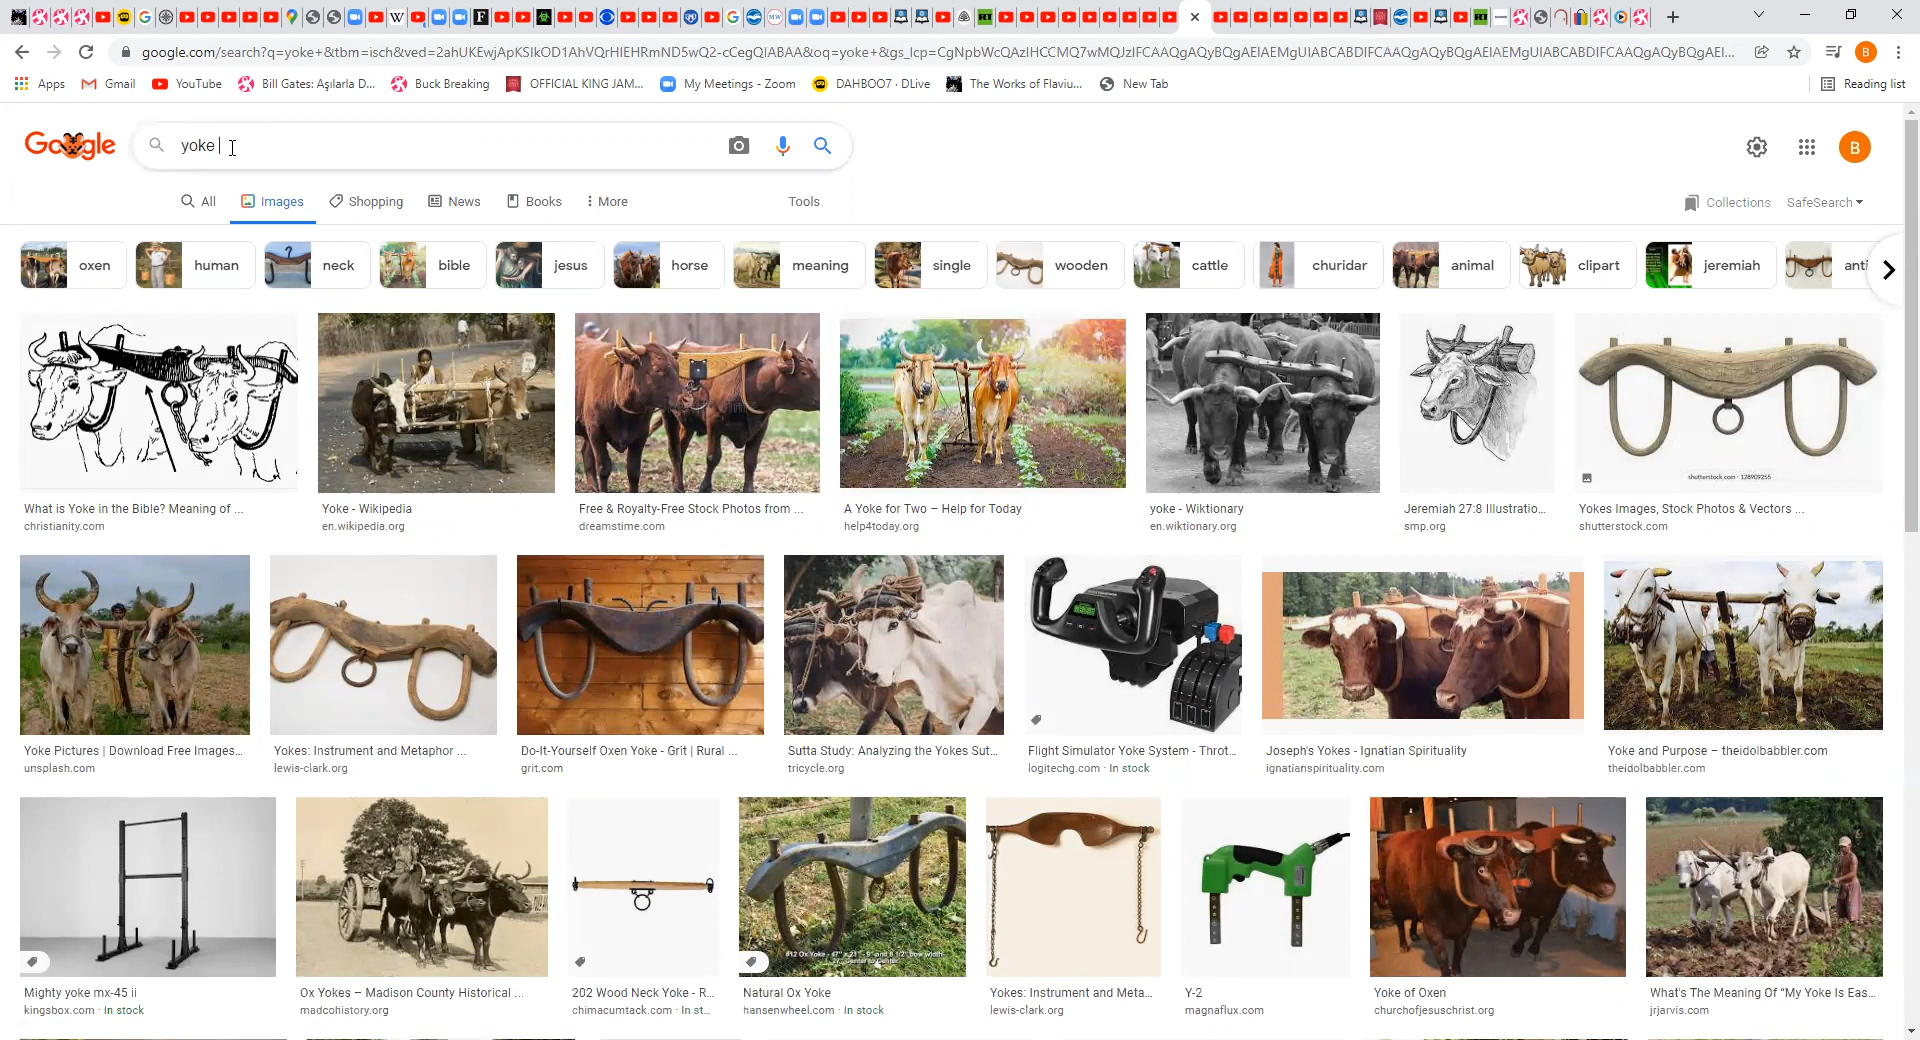 google.com/search?q=yoke+&tbm=isch&ved=2ahUKEwjApKSIkOD1AhVQrHIEHRmND5wQ2-cCegQIABAA&oq=yoke+&gs_lcp=CgNpbWcQAzIHCCMQ7wMQJzIFCAAQgAQyBQgAEIAEMgUIABCABDIFCAAQgAQyBQgAEIAEMgUIABCABDIFCAAQgAQyBQgAEI...
B
Apps
Gmail
YouTube
Bill Gates: Aşılarla D...
Buck Breaking
OFFICIAL KING JAM...
My Meetings - Zoom
DAHBOO7 · DLive
The Works of Flaviu...
New Tab
Reading list
Google
yoke
B
All
Images
Shopping
News
Books
More
Tools
Collections
SafeSearch
oxen
human
neck
bible
jesus
horse
meaning
single
wooden
cattle
churidar
animal
clipart
jeremiah
anti
shutterstock.com · 128909255
What is Yoke in the Bible? Meaning of ...
christianity.com
Yoke - Wikipedia
en.wikipedia.org
Free & Royalty-Free Stock Photos from ...
dreamstime.com
A Yoke for Two – Help for Today
help4today.org
yoke - Wiktionary
en.wiktionary.org
Jeremiah 27:8 Illustratio...
smp.org
Yokes Images, Stock Photos & Vectors ...
shutterstock.com
Yoke Pictures | Download Free Images...
unsplash.com
Yokes: Instrument and Metaphor ...
lewis-clark.org
Do-It-Yourself Oxen Yoke - Grit | Rural ...
grit.com
Sutta Study: Analyzing the Yokes Sut...
tricycle.org
Flight Simulator Yoke System - Throt...
logitechg.com · In stock
Joseph's Yokes - Ignatian Spirituality
ignatianspirituality.com
Yoke and Purpose – theidolbabbler.com
theidolbabbler.com
Mighty yoke mx-45 ii
kingsbox.com · In stock
Ox Yokes – Madison County Historical ...
madcohistory.org
202 Wood Neck Yoke - R...
chimacumtack.com · In st...
Natural Ox Yoke
hansenwheel.com · In stock
Yokes: Instrument and Meta...
lewis-clark.org
Y-2
magnaflux.com
Yoke of Oxen
churchofjesuschrist.org
What's The Meaning Of “My Yoke Is Eas...
jrjarvis.com